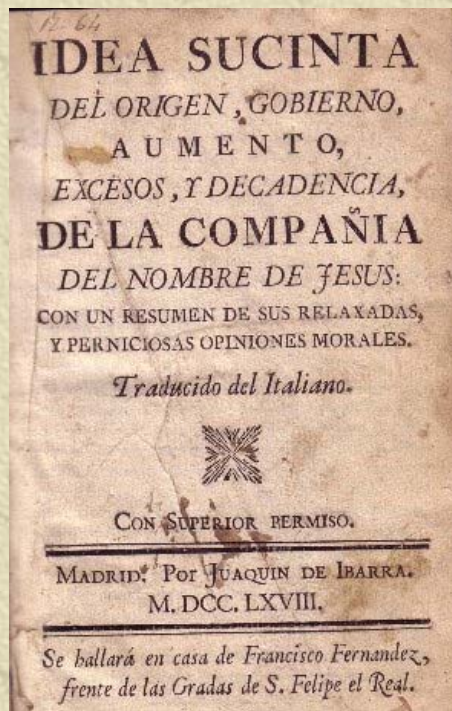 12-64
IDEA SUCINTA
DEL ORIGEN, GOBIERNO,
AUMENTO,
EXCESOS, Y DECADENCIA,
DE LA COMPAÑIA
DEL NOMBRE DE JESUS:
CON UN RESUMEN DE SUS RELAXADAS,
Y PERNICIOSAS OPINIONES MORALES.
Traducido del Italiano.
CON SUPERIOR PERMISO.
MADRID: Por JUAQUIN DE IBARRA.
M. DCC. LXVIII.
Se hallará en casa de Francisco Fernandez,
frente de las Gradas de S. Felipe el Real.